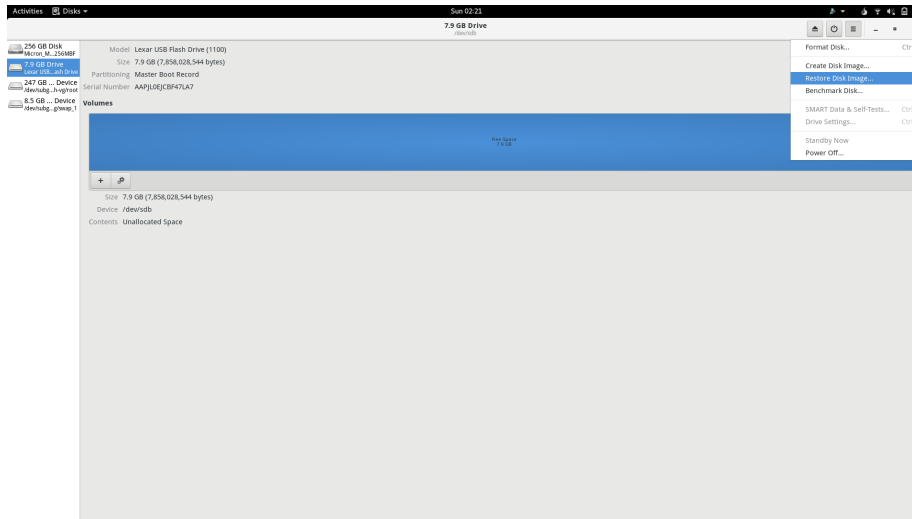 Activities Disks Sun 02:21
7.9 GB Drive
/dev/sdb
256 GB Disk
Micron_M...256MBF
7.9 GB Drive
Lexar USB...ash Drive
247 GB ... Device
/dev/subg...h-vg/root
8.5 GB ... Device
/dev/subg...g/swap_1
Model Lexar USB Flash Drive (1100)
Size 7.9 GB (7,858,028,544 bytes)
Partitioning Master Boot Record
Serial Number AAPJL0EJCBF47LA7
Volumes
Free Space
7.9 GB
Size 7.9 GB (7,858,028,544 bytes)
Device /dev/sdb
Contents Unallocated Space
Format Disk... Ctr
Create Disk Image...
Restore Disk Image...
Benchmark Disk...
SMART Data & Self-Tests... Ctr
Drive Settings... Ctr
Standby Now
Power Off...